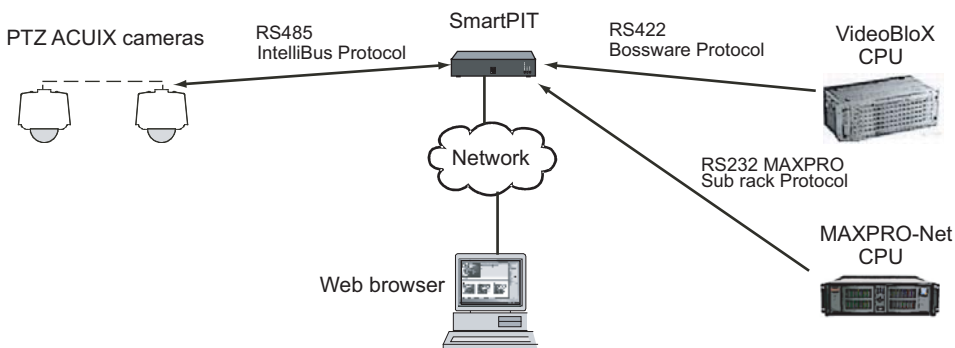 SmartPIT
PTZ ACUIX cameras
RS485
IntelliBus Protocol
RS422
Bossware Protocol
VideoBloX
CPU
Network
RS232 MAXPRO
Sub rack Protocol
MAXPRO-Net
CPU
Web browser